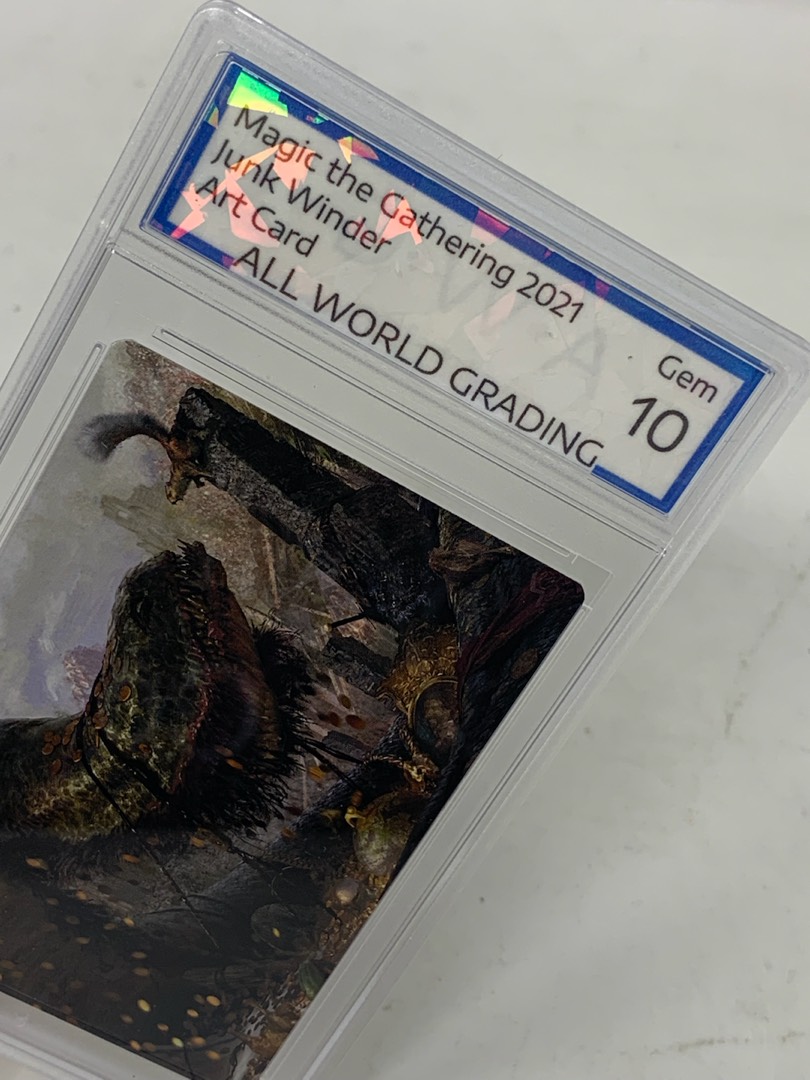 Magic the Gathering 2021
Junk Winder
Art Card
ALL WORLD GRADING
Gem
10